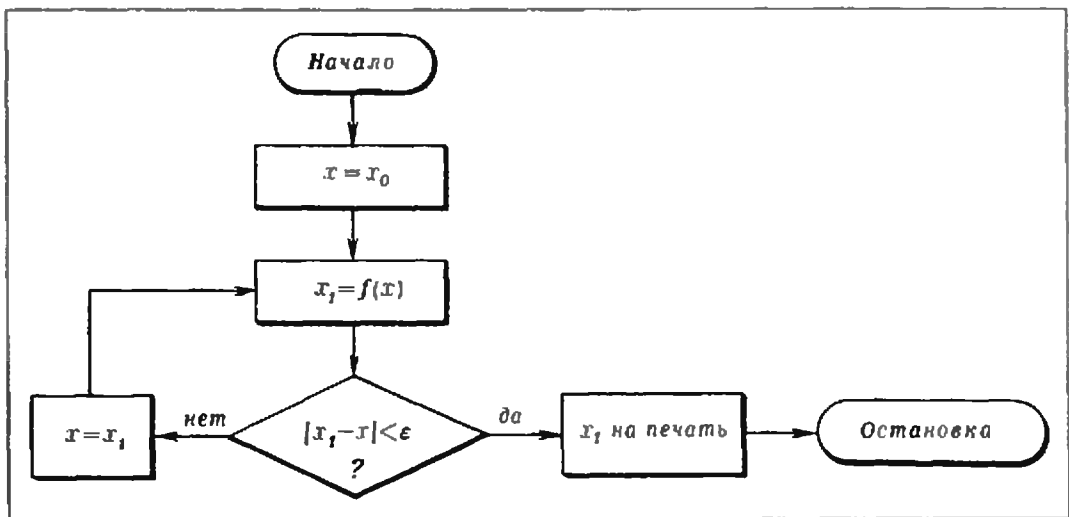 Начало
x = x₀
x₁=f(x)
|x₁−x|<ε
?
нет
x=x₁
да
x₁ на печать
Остановка